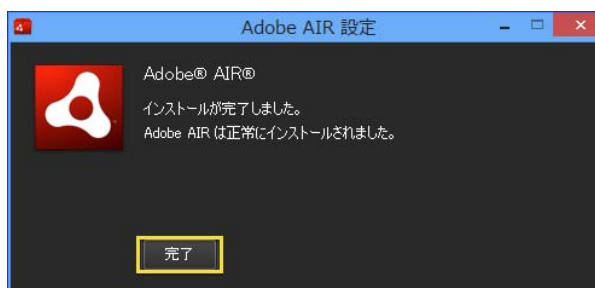 Adobe AIR 設定
Adobe® AIR®
インストールが完了しました。
Adobe AIR は正常にインストールされました。
完了